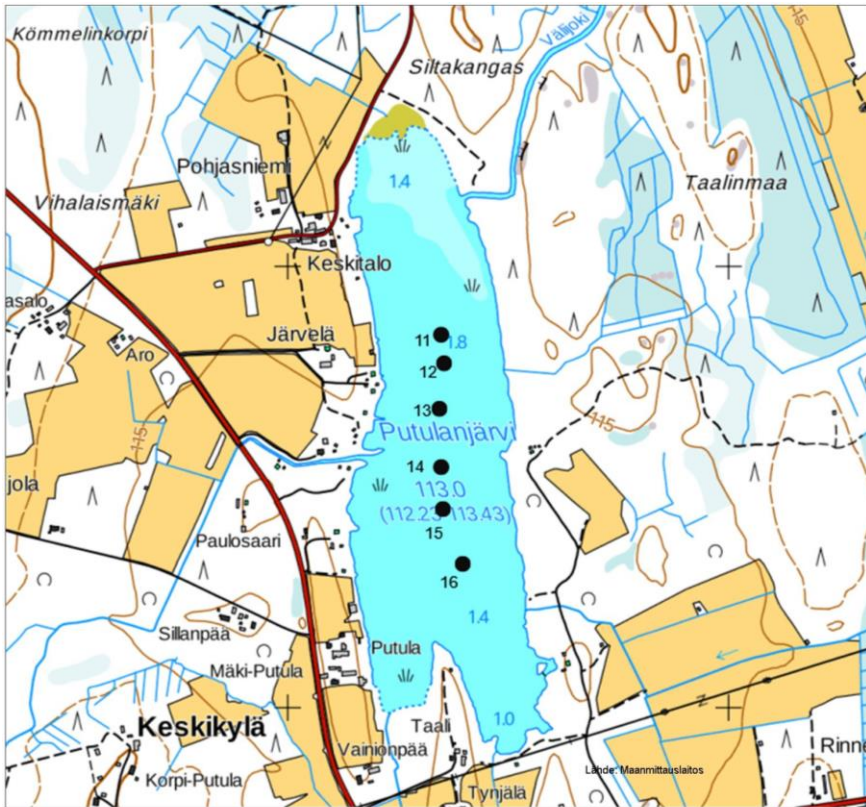 Kömmelinkorpi
Siltakangas
Välijoki
115
Pohjasniemi
1.4
Taalinmaa
Vihalaismäki
Keskitalo
asalo
Järvelä
11
1.8
Aro
12
13
115
Putulanjärvi
115
14
jola
113.0
(112.23-113.43)
15
Paulosaari
16
1.4
Sillanpää
Putula
Mäki-Putula
1.0
Keskikylä
Taali
Vainionpää
Rinne
Lähde: Maanmittauslaitos
Korpi-Putula
Tynjälä